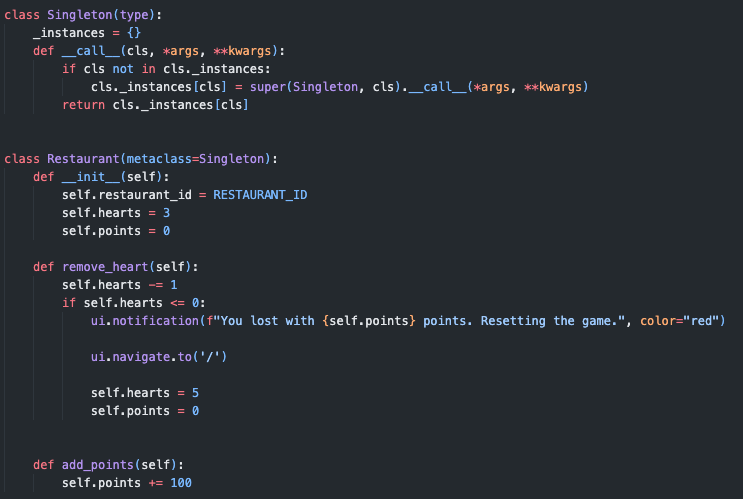 class Singleton(type):
    _instances = {}
    def __call__(cls, *args, **kwargs):
        if cls not in cls._instances:
            cls._instances[cls] = super(Singleton, cls).__call__(*args, **kwargs)
        return cls._instances[cls]


class Restaurant(metaclass=Singleton):
    def __init__(self):
        self.restaurant_id = RESTAURANT_ID
        self.hearts = 3
        self.points = 0

    def remove_heart(self):
        self.hearts -= 1
        if self.hearts <= 0:
            ui.notification(f"You lost with {self.points} points. Resetting the game.", color="red")

            ui.navigate.to('/')

            self.hearts = 5
            self.points = 0


    def add_points(self):
        self.points += 100